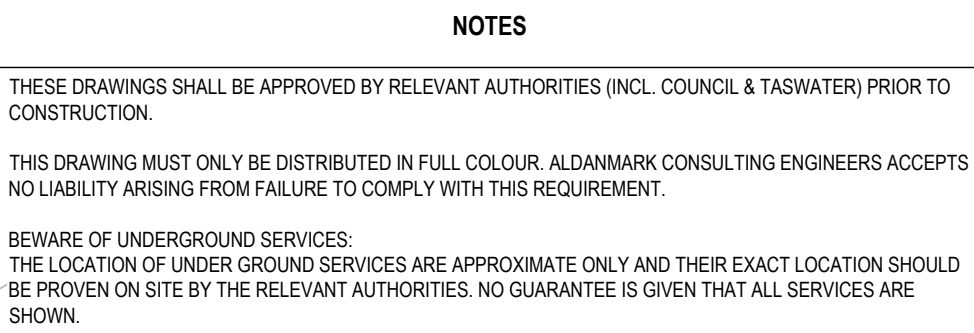 NOTES
THESE DRAWINGS SHALL BE APPROVED BY RELEVANT AUTHORITIES (INCL. COUNCIL & TASWATER) PRIOR TO
CONSTRUCTION.
THIS DRAWING MUST ONLY BE DISTRIBUTED IN FULL COLOUR. ALDANMARK CONSULTING ENGINEERS ACCEPTS
NO LIABILITY ARISING FROM FAILURE TO COMPLY WITH THIS REQUIREMENT.
BEWARE OF UNDERGROUND SERVICES:
THE LOCATION OF UNDER GROUND SERVICES ARE APPROXIMATE ONLY AND THEIR EXACT LOCATION SHOULD
BE PROVEN ON SITE BY THE RELEVANT AUTHORITIES. NO GUARANTEE IS GIVEN THAT ALL SERVICES ARE
SHOWN.